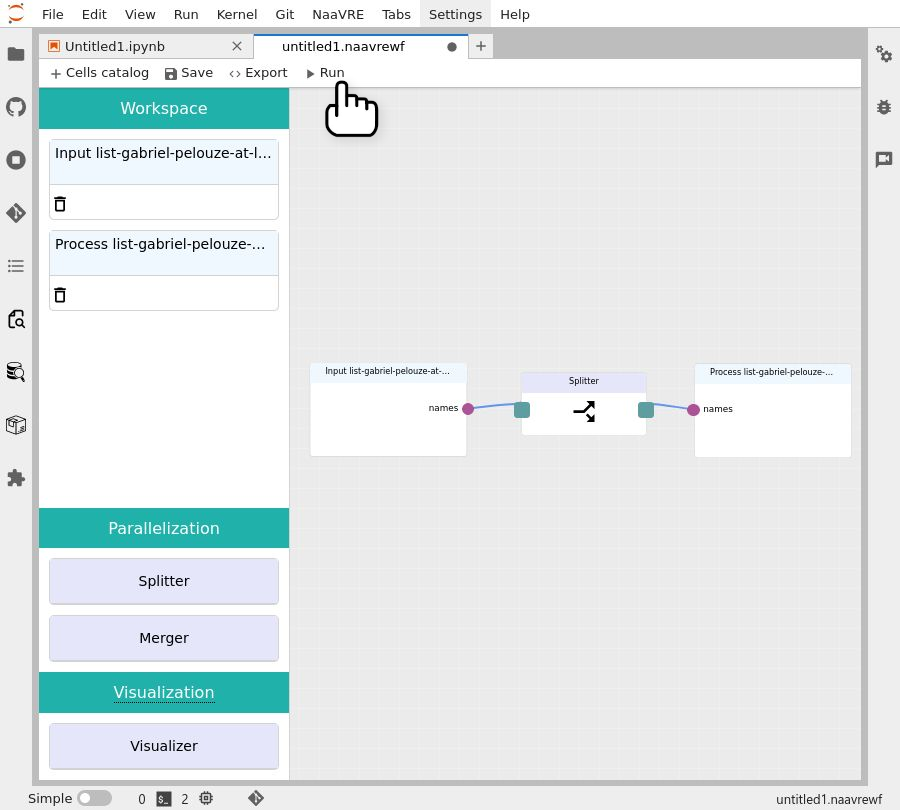 File Edit View Run Kernel Git NaaVRE Tabs Settings Help
Untitled1.ipynb untitled1.naavrewf
Cells catalog Save Export Run
Workspace
Input list-gabriel-pelouze-at-l...
Process list-gabriel-pelouze-...
Input list-gabriel-pelouze-at-...
names
Splitter
Process list-gabriel-pelouze-...
names
Parallelization
Splitter
Merger
Visualization
Visualizer
Simple 0 2 untitled1.naavrewf